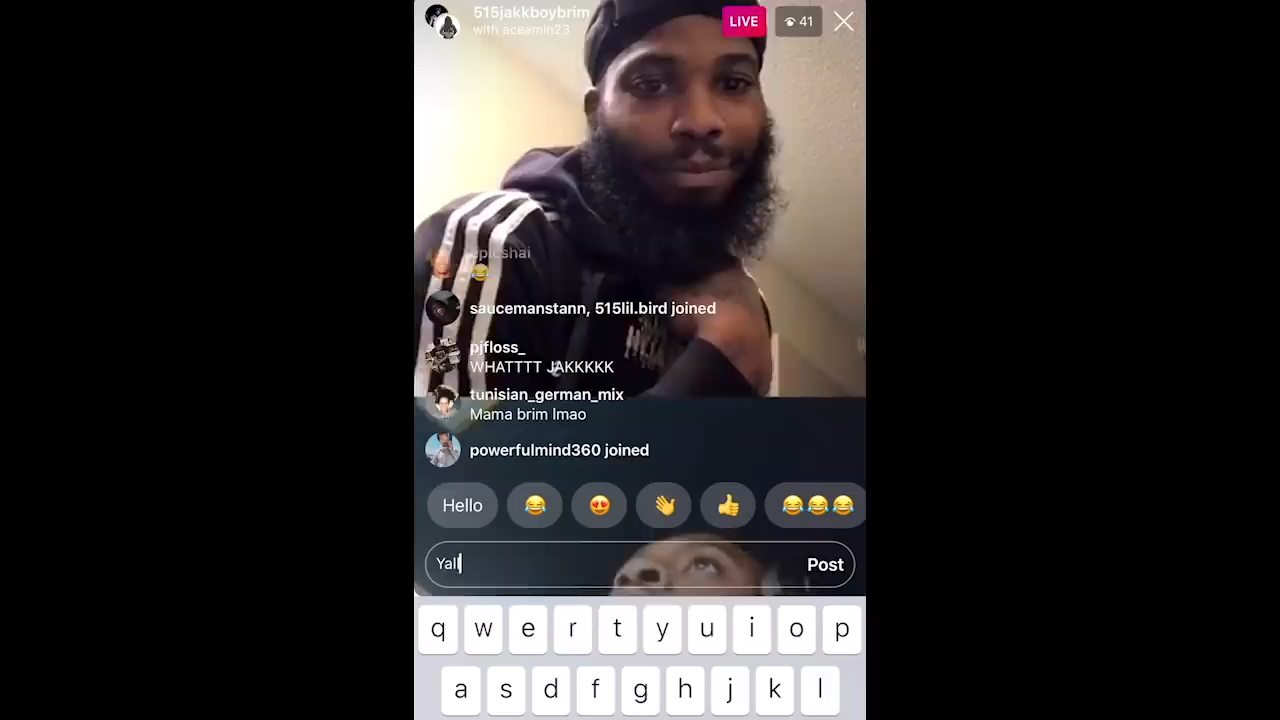 515jakkboybrim
with aceamin23
LIVE
41
saucemanstann, 515lil.bird joined
pjfloss_
WHATTTT JAKKKKK
tunisian_german_mix
Mama brim lmao
powerfulmind360 joined
Hello
Yall
Post
q w e r t y u i o p
a s d f g h j k l